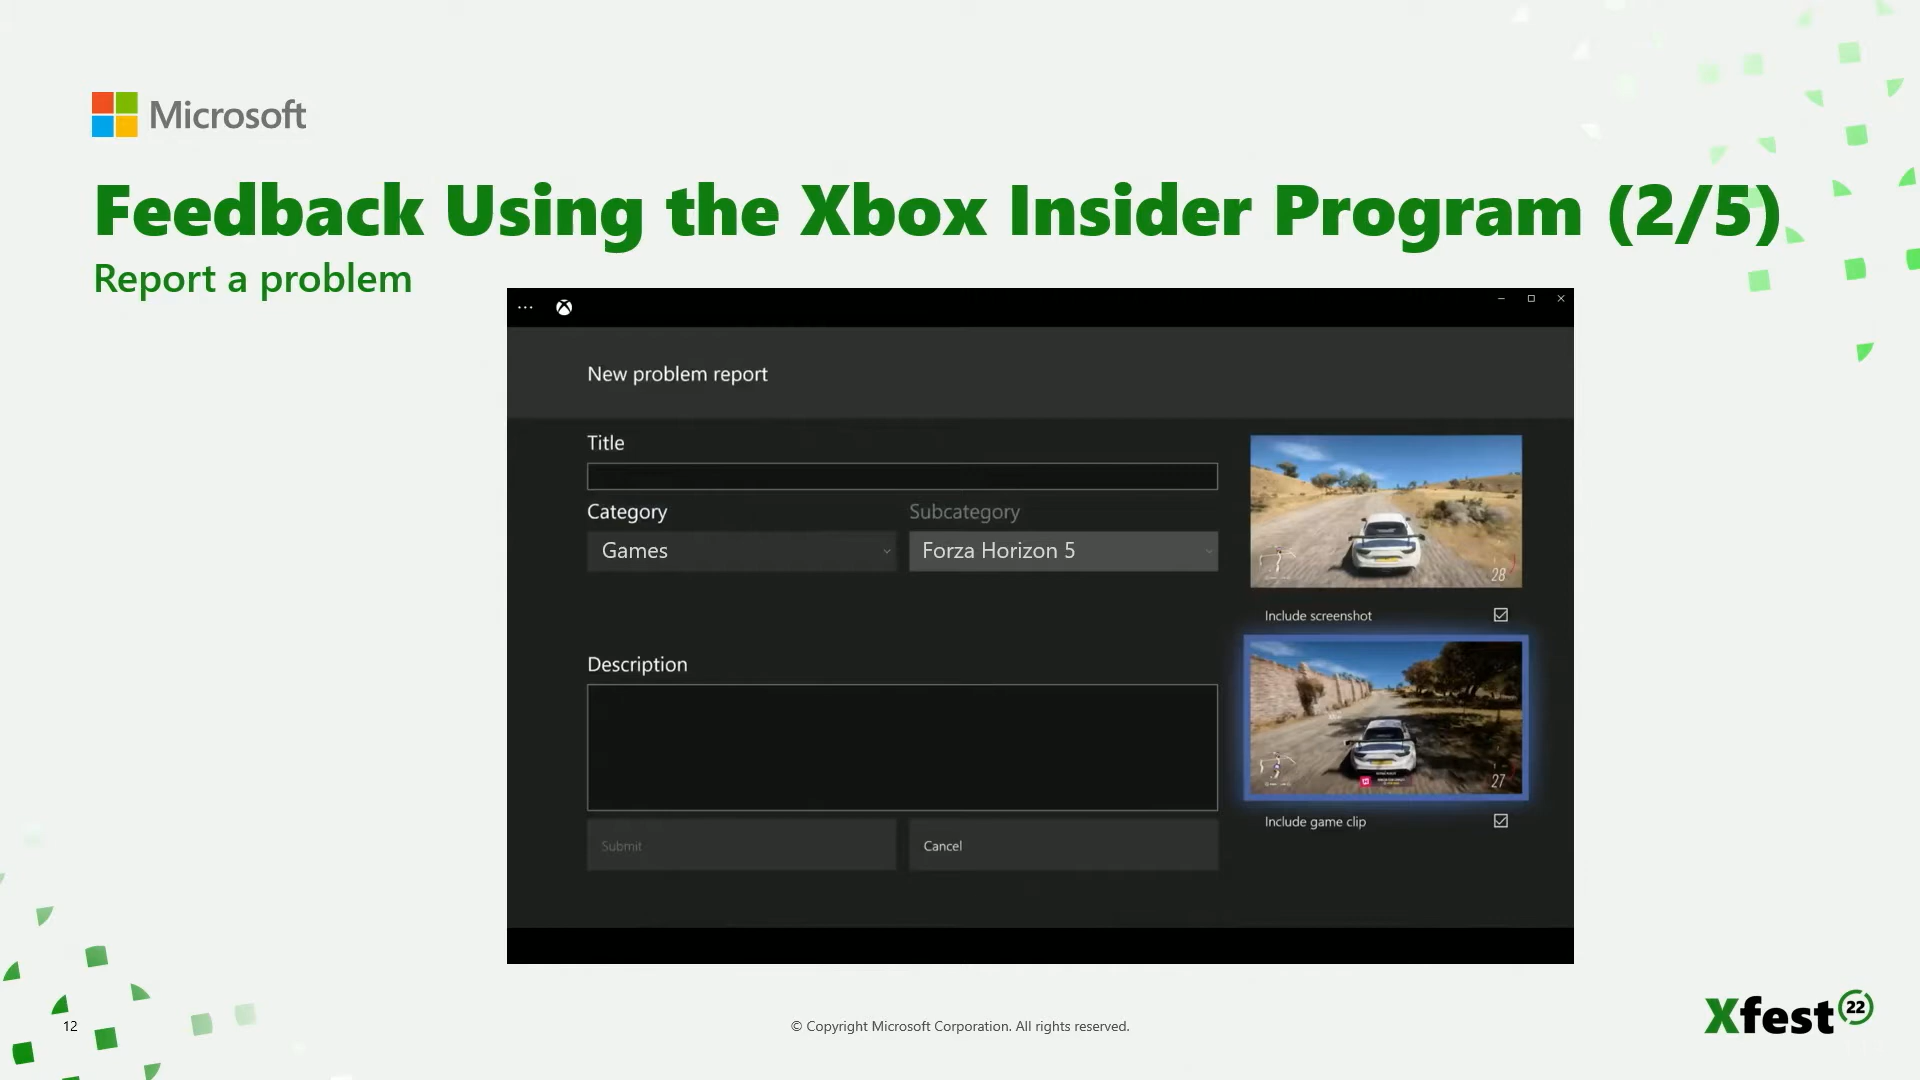 Microsoft
Feedback Using the Xbox Insider Program (2/5)
Report a problem
New problem report
Title
Category
Subcategory
Games
Forza Horizon 5
28
Include screenshot
Description
27
Include game clip
Submit
Cancel
12
© Copyright Microsoft Corporation. All rights reserved.
Xfest 22